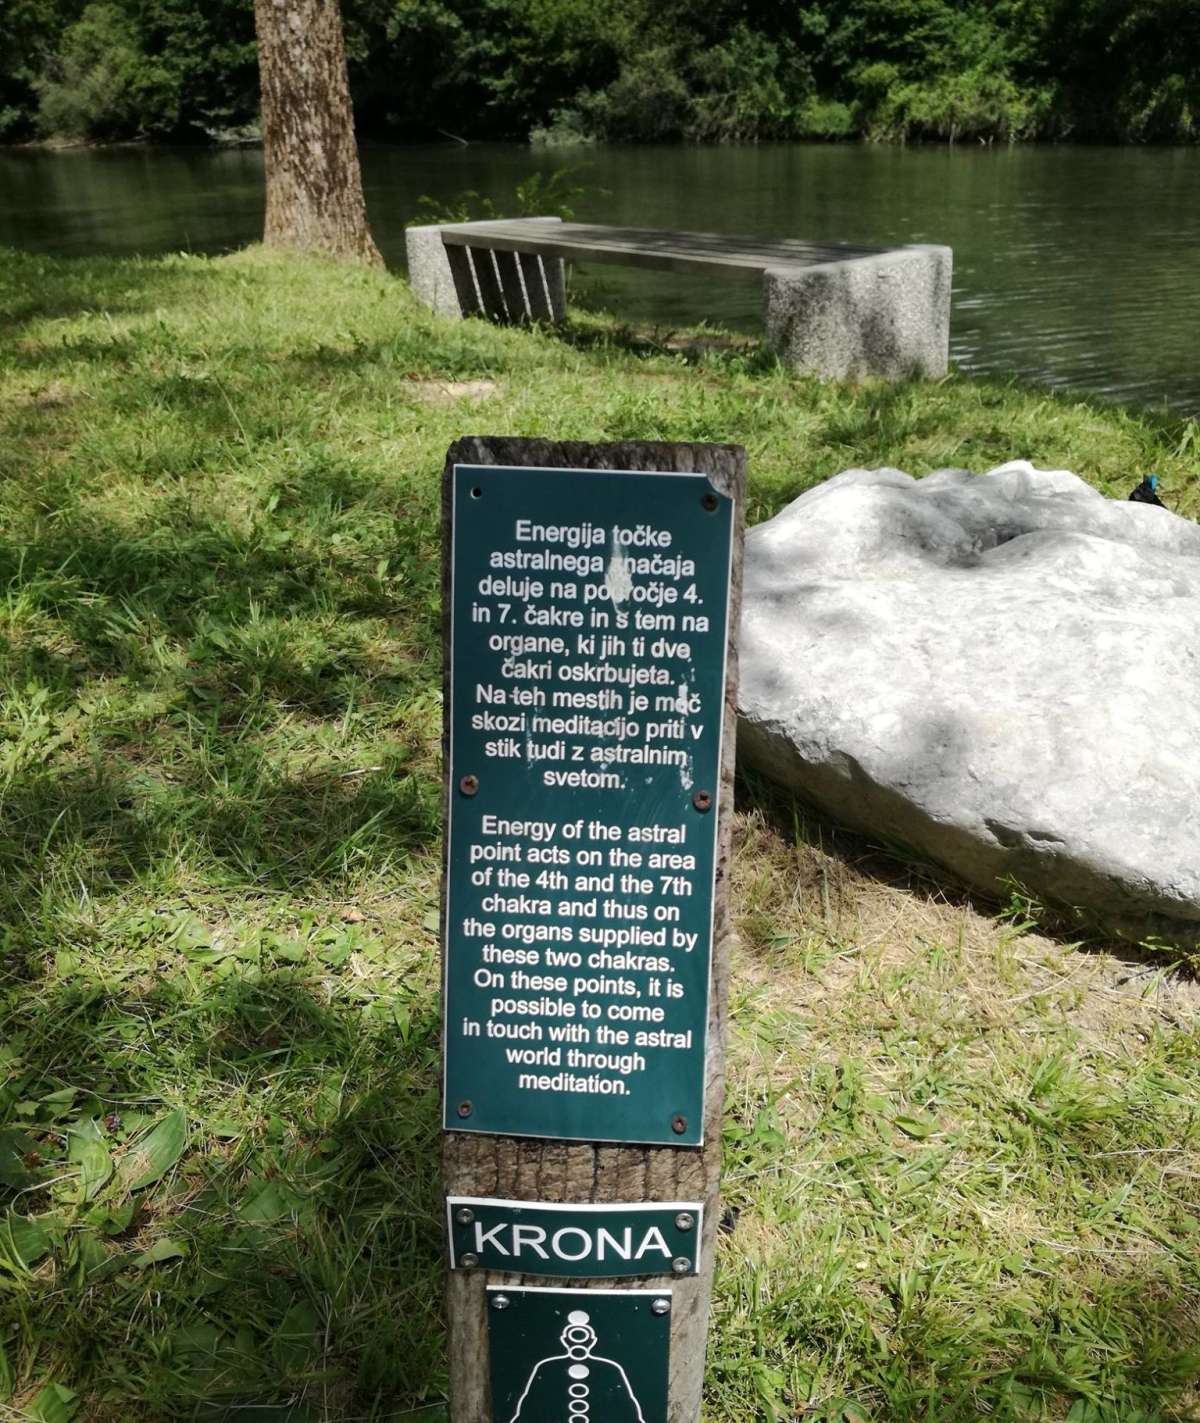 Energija točke
astralnega značaja
deluje na področje 4.
in 7. čakre in s tem na
organe, ki jih ti dve
čakri oskrbujeta.
Na teh mestih je moč
skozi meditacijo priti v
stik tudi z astralnim
svetom.
Energy of the astral
point acts on the area
of the 4th and the 7th
chakra and thus on
the organs supplied by
these two chakras.
On these points, it is
possible to come
in touch with the astral
world through
meditation.
KRONA